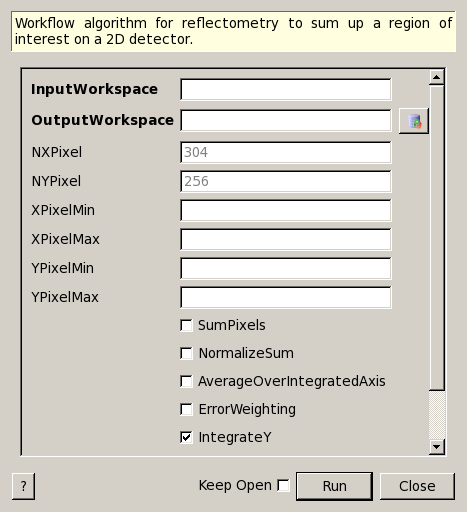 Workflow algorithm for reflectometry to sum up a region of
interest on a 2D detector.
InputWorkspace
OutputWorkspace
NXPixel 304
NYPixel 256
XPixelMin
XPixelMax
YPixelMin
YPixelMax
SumPixels
NormalizeSum
AverageOverIntegratedAxis
ErrorWeighting
IntegrateY
? Keep Open Run Close